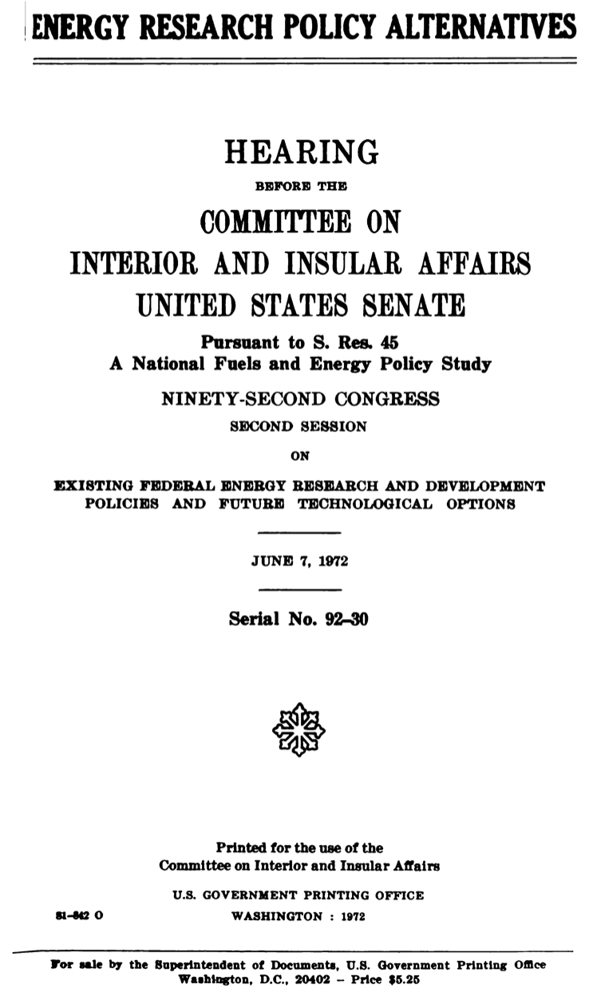 ENERGY RESEARCH POLICY ALTERNATIVES
HEARING
BEFORE THE
COMMITTEE ON
INTERIOR AND INSULAR AFFAIRS
UNITED STATES SENATE
Pursuant to S. Res. 45
A National Fuels and Energy Policy Study
NINETY-SECOND CONGRESS
SECOND SESSION
ON
EXISTING FEDERAL ENERGY RESEARCH AND DEVELOPMENT
POLICIES AND FUTURE TECHNOLOGICAL OPTIONS
JUNE 7, 1972
Serial No. 92–30
Printed for the use of the
Committee on Interior and Insular Affairs
U.S. GOVERNMENT PRINTING OFFICE
81–842 O WASHINGTON : 1972
For sale by the Superintendent of Documents, U.S. Government Printing Office
Washington, D.C., 20402 – Price $5.25